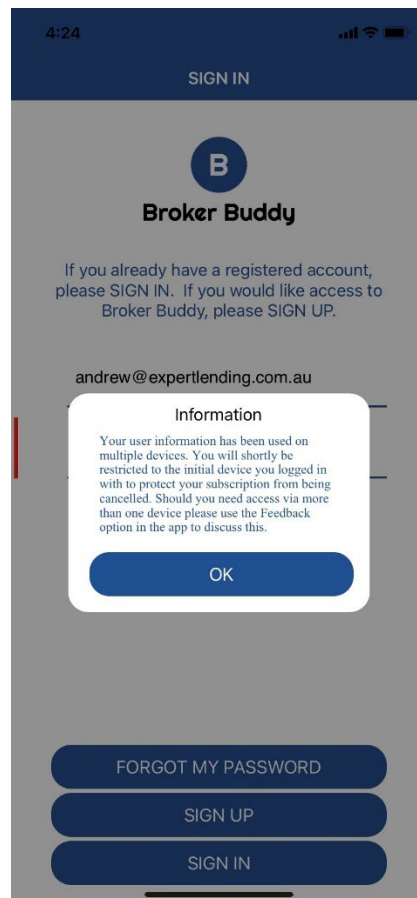 4:24
SIGN IN
B
Broker Buddy
If you already have a registered account,
please SIGN IN. If you would like access to
Broker Buddy, please SIGN UP.
andrew@expertlending.com.au
Information
Your user information has been used on
multiple devices. You will shortly be
restricted to the initial device you logged in
with to protect your subscription from being
cancelled. Should you need access via more
than one device please use the Feedback
option in the app to discuss this.
OK
FORGOT MY PASSWORD
SIGN UP
SIGN IN